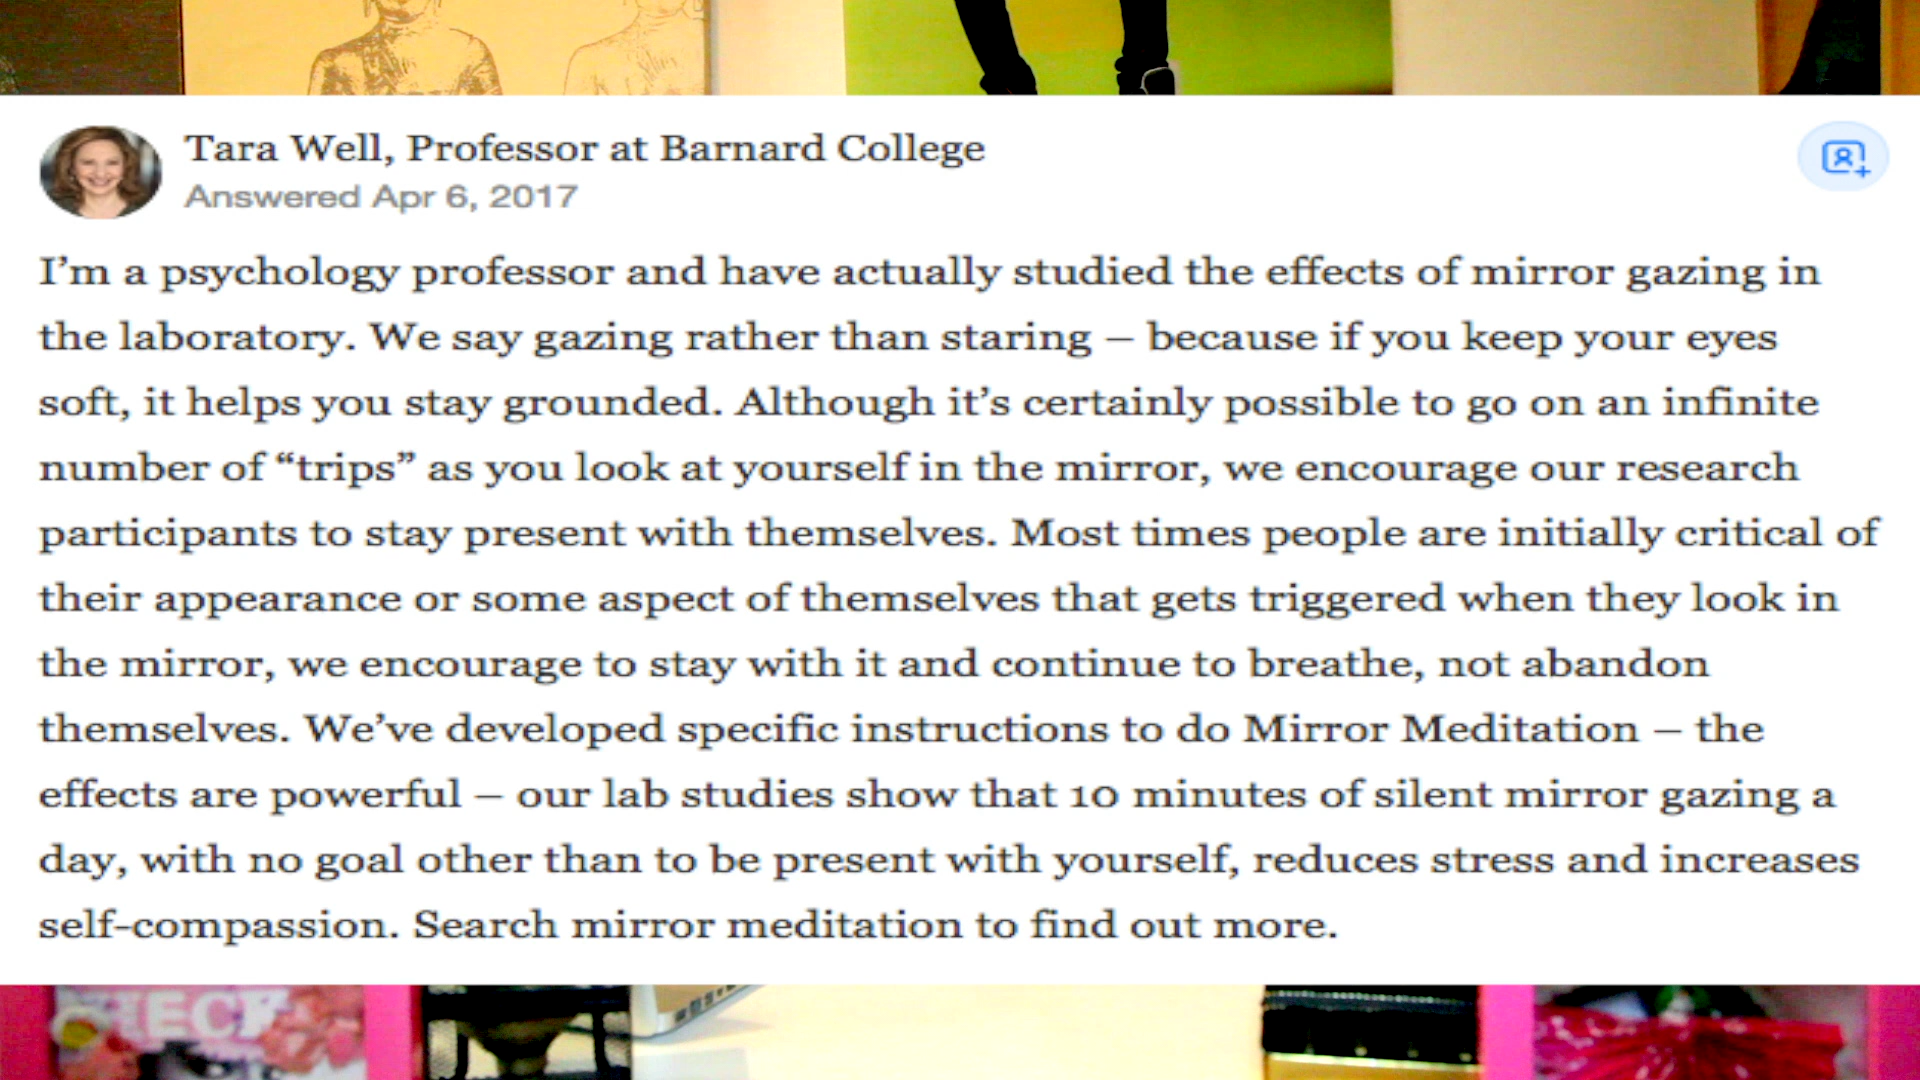 Tara Well, Professor at Barnard College
Answered Apr 6, 2017
I’m a psychology professor and have actually studied the effects of mirror gazing in
the laboratory. We say gazing rather than staring – because if you keep your eyes
soft, it helps you stay grounded. Although it’s certainly possible to go on an infinite
number of “trips” as you look at yourself in the mirror, we encourage our research
participants to stay present with themselves. Most times people are initially critical of
their appearance or some aspect of themselves that gets triggered when they look in
the mirror, we encourage to stay with it and continue to breathe, not abandon
themselves. We’ve developed specific instructions to do Mirror Meditation – the
effects are powerful – our lab studies show that 10 minutes of silent mirror gazing a
day, with no goal other than to be present with yourself, reduces stress and increases
self-compassion. Search mirror meditation to find out more.